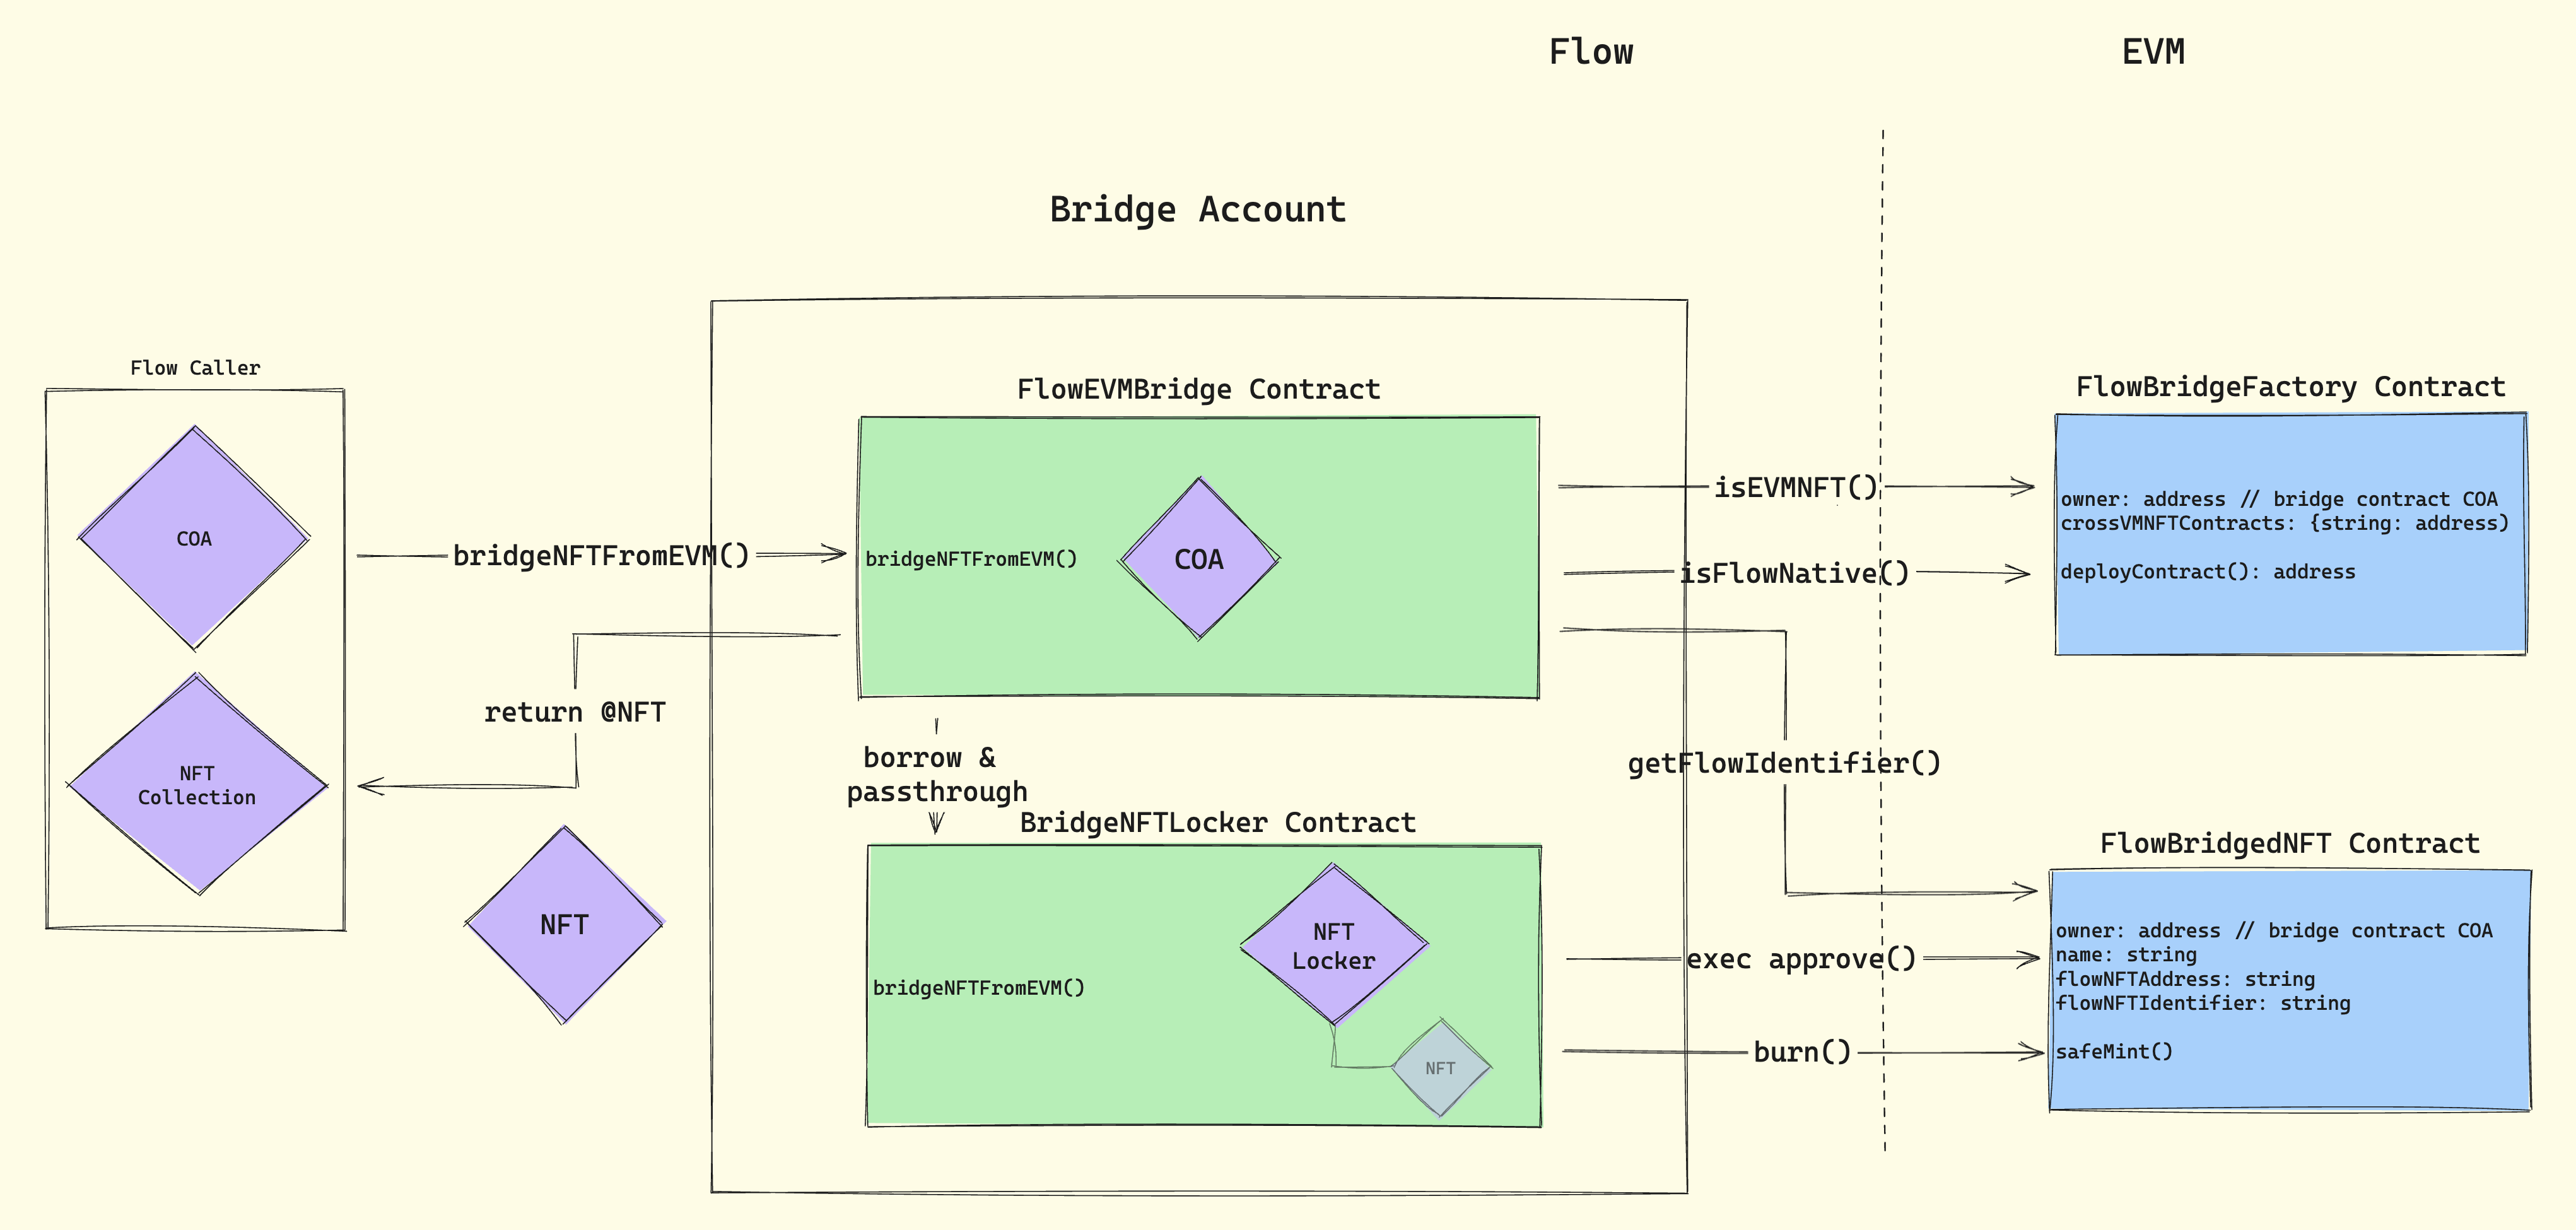 Flow
EVM
Bridge Account
Flow Caller
COA
NFT
Collection
bridgeNFTFromEVM()
return @NFT
NFT
FlowEVMBridge Contract
bridgeNFTFromEVM()
COA
borrow &
passthrough
BridgeNFTLocker Contract
bridgeNFTFromEVM()
NFT
Locker
NFT
isEVMNFT()
isFlowNative()
getFlowIdentifier()
exec approve()
burn()
FlowBridgeFactory Contract
owner: address // bridge contract COA
crossVMNFTContracts: {string: address)
deployContract(): address
FlowBridgedNFT Contract
owner: address // bridge contract COA
name: string
flowNFTAddress: string
flowNFTIdentifier: string
safeMint()